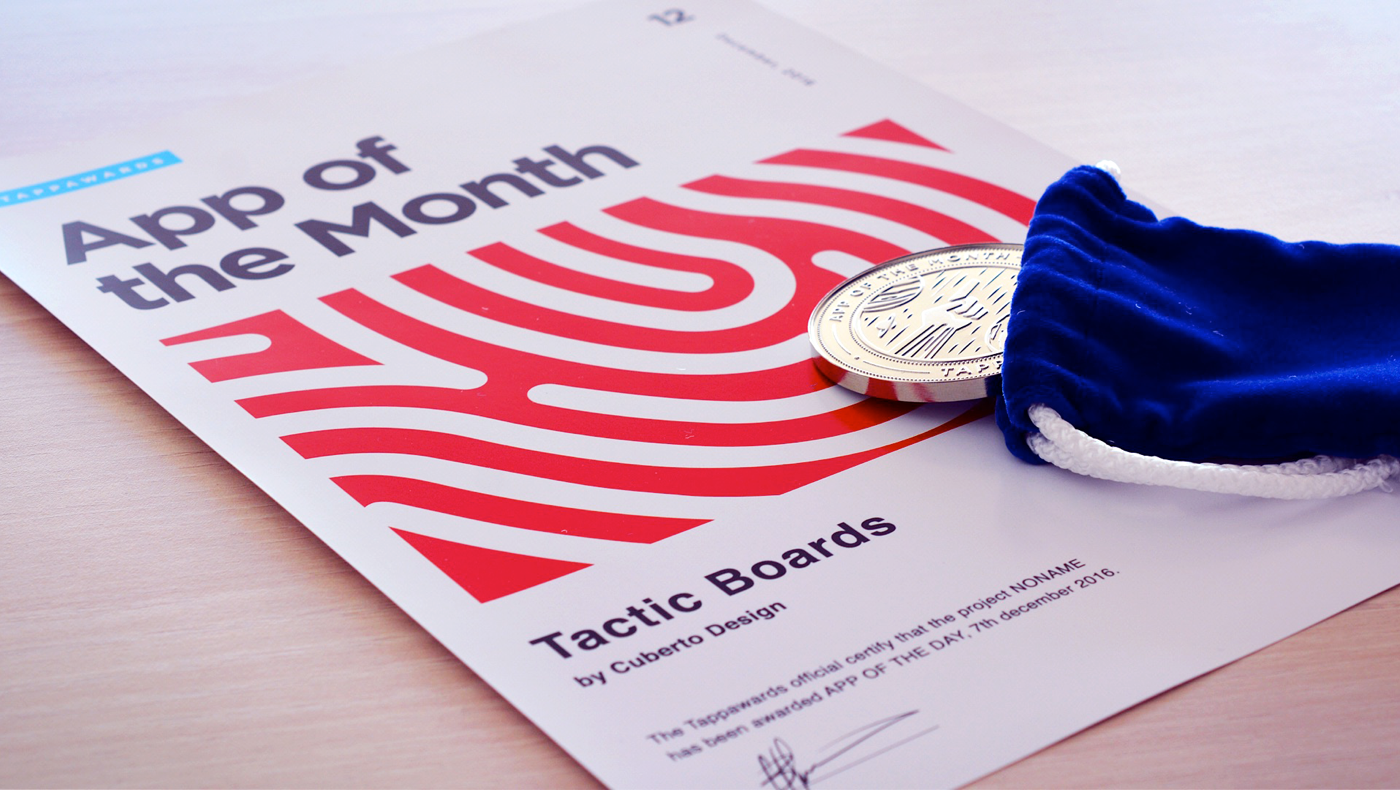 12
December, 2016
TAPPAWARDS
App of
the Month
APP OF THE MONTH
TAPP
Tactic Boards
by Cuberto Design
The Tappawards official certify that the project NONAME
has been awarded APP OF THE DAY, 7th december 2016.